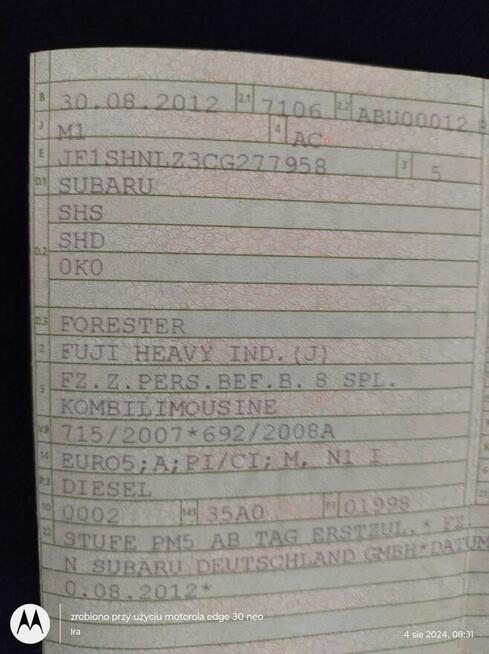 B 30.08.2012 2.1 7106 2.2 ABU00012
J M1 4 AC
E JF1SHNLZ3CG277958 3 5
D.1 SUBARU
SHS
D.2 SHD
0K0
D.3 FORESTER
2 FUJI HEAVY IND.(J)
5 FZ.Z.PERS.BEF.B. 8 SPL.
KOMBILIMOUSINE
V.9 715/2007*692/2008A
14 EURO5;A;PI/CI; M, N1 I
P.3 DIESEL
10 0002 14.1 35A0 P.1 01998
22 STUFE PM5 AB TAG ERSTZUL.* FZ.
N SUBARU DEUTSCHLAND GMBH*DATUM
0.08.2012*
zrobiono przy użyciu motorola edge 30 neo
Ira
4 sie 2024, 08:31